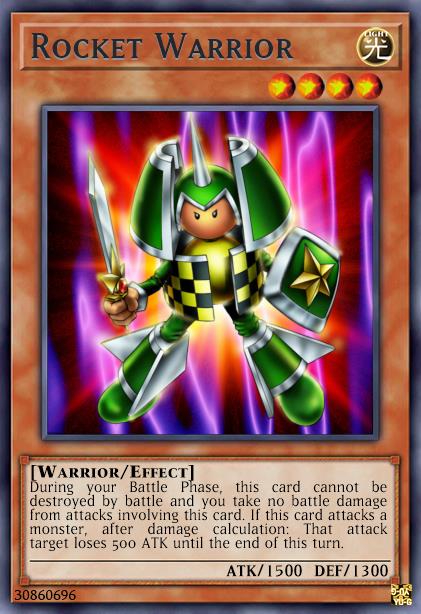 ROCKET WARRIOR
LIGHT
光
[WARRIOR/EFFECT]
During your Battle Phase, this card cannot be
destroyed by battle and you take no battle damage
from attacks involving this card. If this card attacks a
monster, after damage calculation: That attack
target loses 500 ATK until the end of this turn.
ATK/1500 DEF/1300
30860696